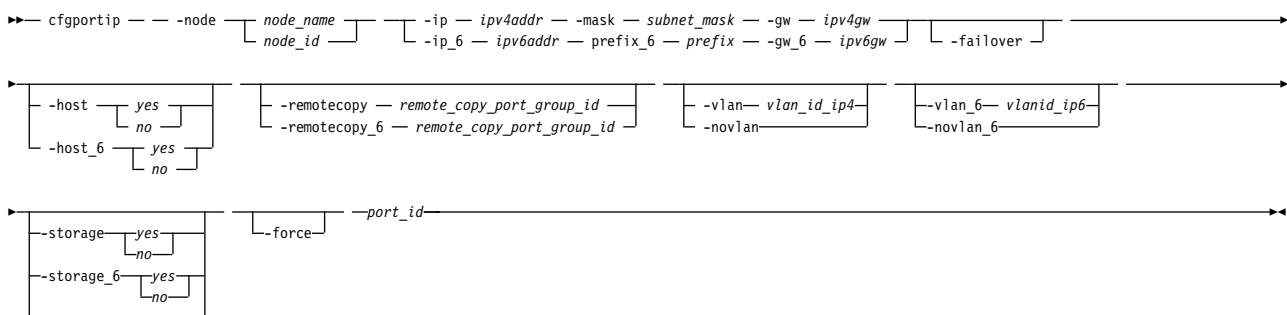 cfgportip -node node_name -ip ipv4addr -mask subnet_mask -gw ipv4gw
node_id -ip_6 ipv6addr prefix_6 prefix -gw_6 ipv6gw -failover
-host yes -remotecopy remote_copy_port_group_id -vlan vlan_id_ip4 -vlan_6 vlanid_ip6
no -remotecopy_6 remote_copy_port_group_id -novlan -novlan_6
-host_6 yes
no
port_id
-storage yes -force
no
-storage_6 yes
no